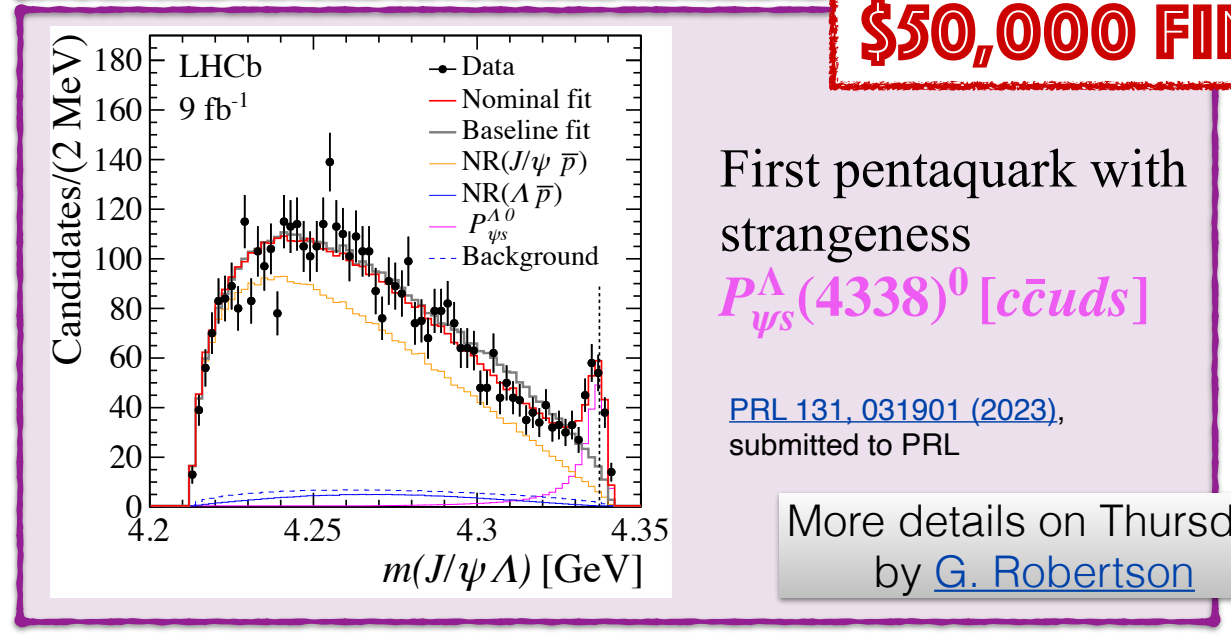 $50,000 FIN
180
160
140
120
100
80
60
40
20
0
Candidates/(2 MeV)
LHCb
9 fb⁻¹
Data
Nominal fit
Baseline fit
NR(J/ψ p̅)
NR(Λ p̅)
P_ψs^Λ 0
Background
4.2 4.25 4.3 4.35
m(J/ψ Λ) [GeV]
First pentaquark with
strangeness
P_ψs^Λ(4338)⁰ [cc̄uds]
PRL 131, 031901 (2023),
submitted to PRL
More details on Thursd
by G. Robertson